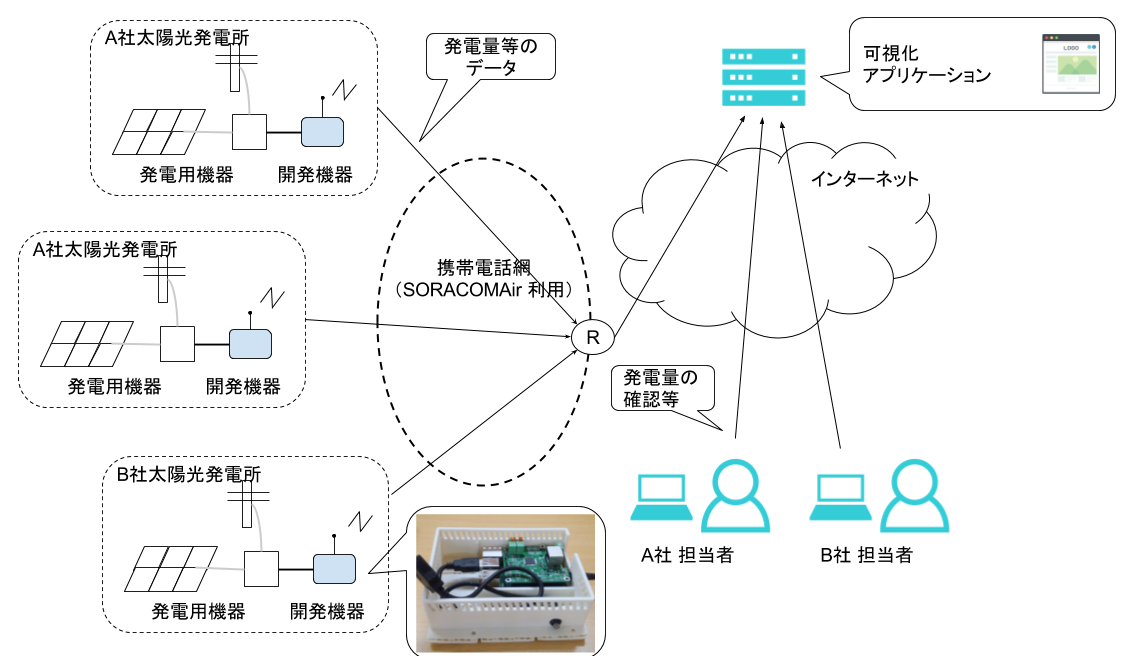 A社太陽光発電所
発電用機器
開発機器
発電量等の
データ
可視化
アプリケーション
LOGO
インターネット
A社太陽光発電所
発電用機器
開発機器
携帯電話網
（SORACOMAir 利用）
R
発電量の
確認等
B社太陽光発電所
発電用機器
開発機器
A社 担当者
B社 担当者